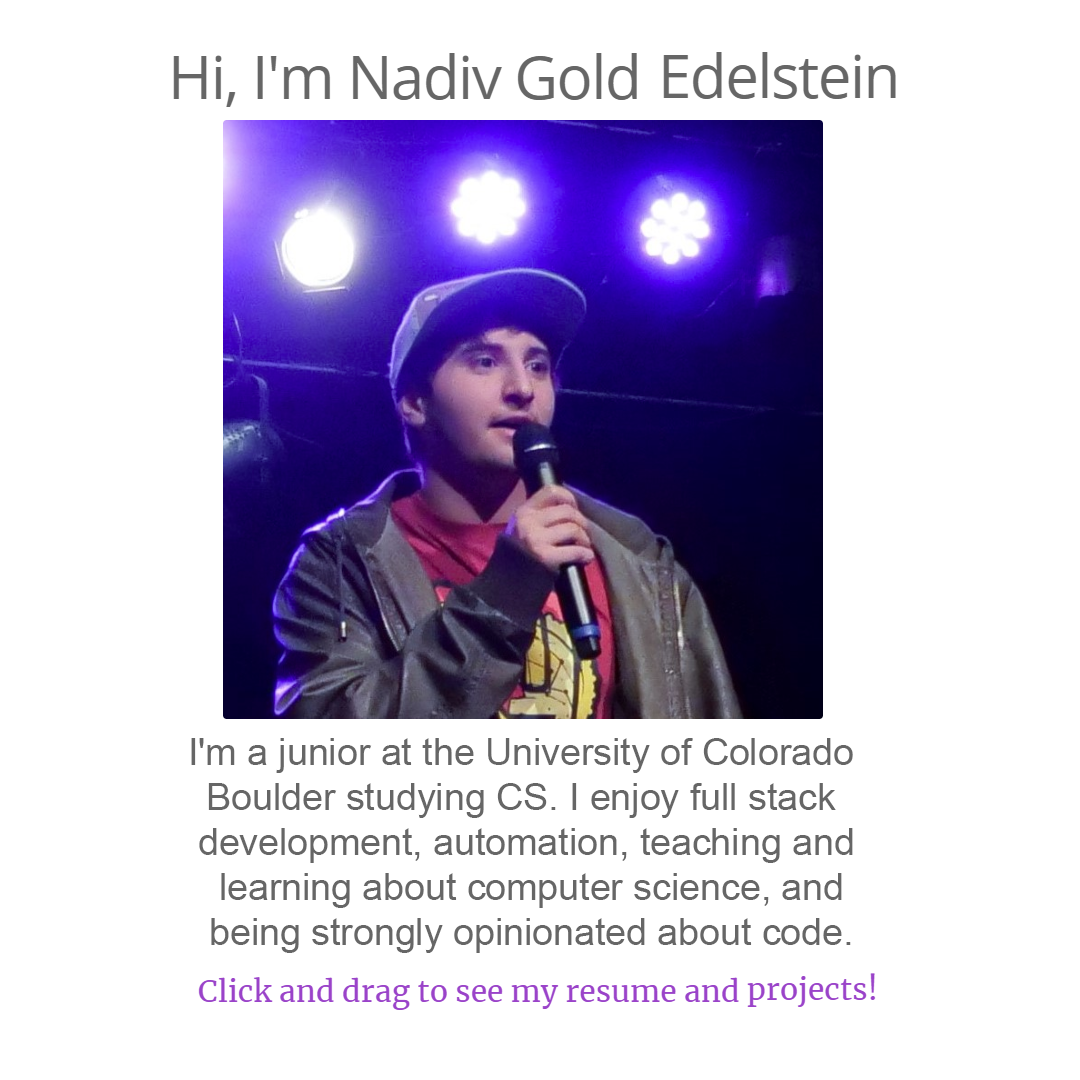 Hi, I'm Nadiv Gold Edelstein
I'm a junior at the University of Colorado
Boulder studying CS. I enjoy full stack
development, automation, teaching and
learning about computer science, and
being strongly opinionated about code.
Click and drag to see my resume and projects!